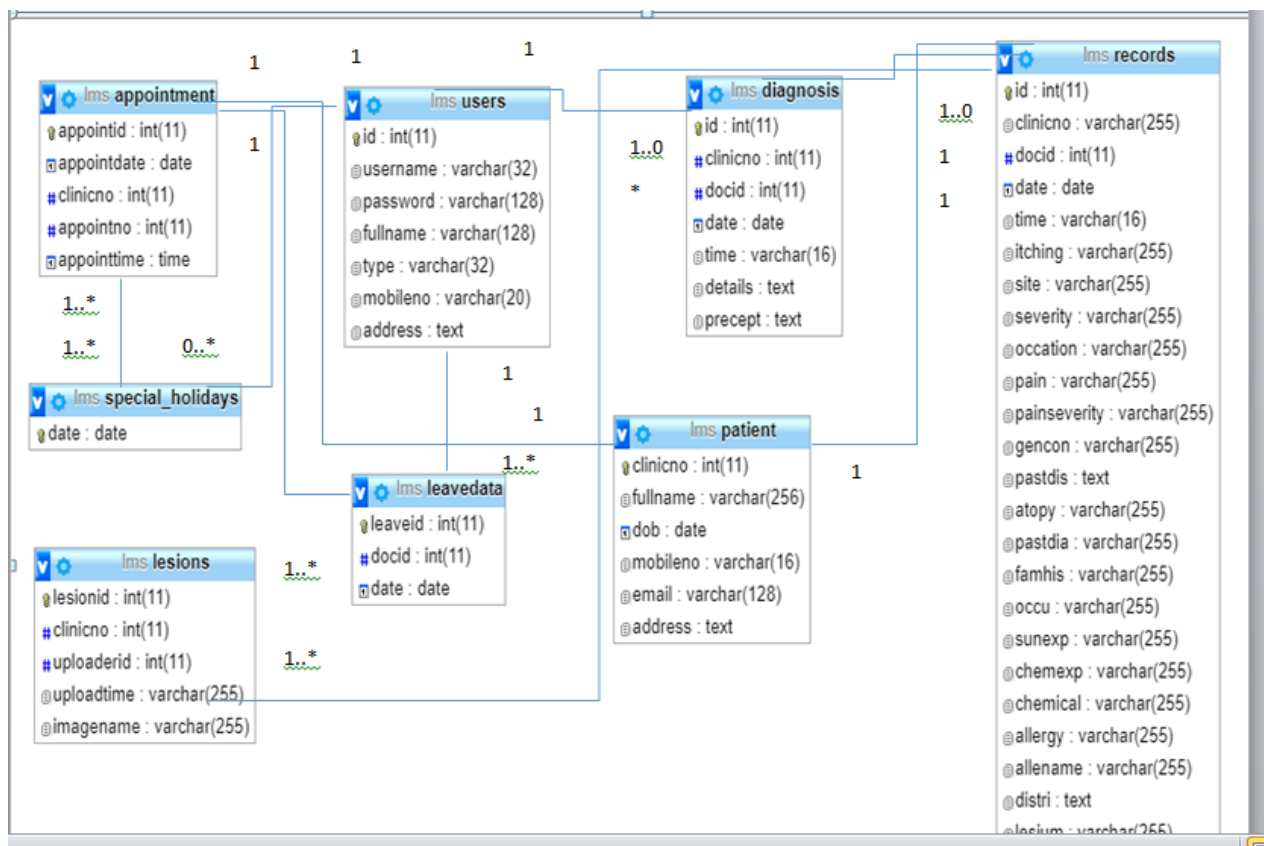 1
1
1
lms appointment
appointid : int(11)
appointdate : date
clinicno : int(11)
appointno : int(11)
appointtime : time
1
1..*
1..*
0..*
lms users
id : int(11)
username : varchar(32)
password : varchar(128)
fullname : varchar(128)
type : varchar(32)
mobileno : varchar(20)
address : text
lms diagnosis
id : int(11)
clinicno : int(11)
docid : int(11)
date : date
time : varchar(16)
details : text
precept : text
1..0
*
1..0
1
1
lms records
id : int(11)
clinicno : varchar(255)
docid : int(11)
date : date
time : varchar(16)
itching : varchar(255)
site : varchar(255)
severity : varchar(255)
occation : varchar(255)
pain : varchar(255)
painseverity : varchar(255)
gencon : varchar(255)
pastdis : text
atopy : varchar(255)
pastdia : varchar(255)
famhis : varchar(255)
occu : varchar(255)
sunexp : varchar(255)
chemexp : varchar(255)
chemical : varchar(255)
allergy : varchar(255)
allename : varchar(255)
distri : text
lesium : varchar(255)
lms special_holidays
date : date
1
1
1..*
lms leavedata
leaveid : int(11)
docid : int(11)
date : date
lms patient
clinicno : int(11)
fullname : varchar(256)
dob : date
mobileno : varchar(16)
email : varchar(128)
address : text
1
lms lesions
lesionid : int(11)
clinicno : int(11)
uploaderid : int(11)
uploadtime : varchar(255)
imagename : varchar(255)
1..*
1..*